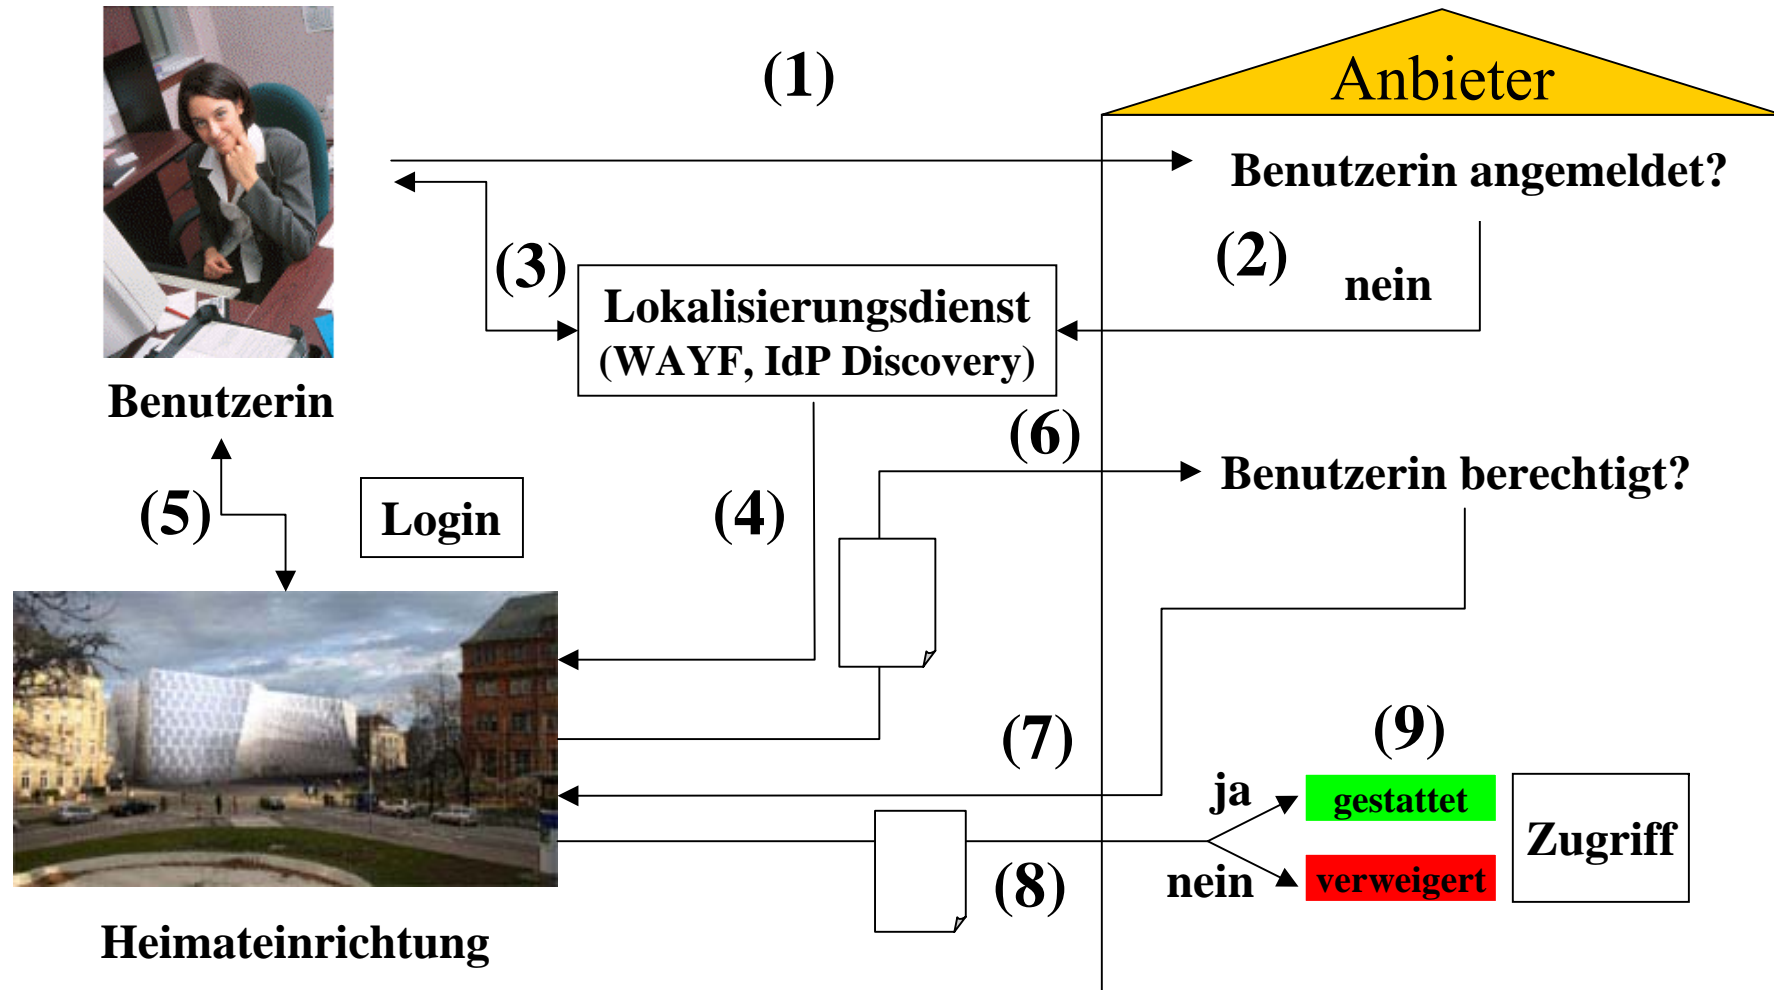 (1)
Anbieter
Benutzerin angemeldet?
(2)
nein
(3)
Lokalisierungsdienst
(WAYF, IdP Discovery)
Benutzerin
(6)
Benutzerin berechtigt?
(5)
Login
(4)
(7)
(9)
ja
gestattet
Zugriff
nein
verweigert
(8)
Heimateinrichtung